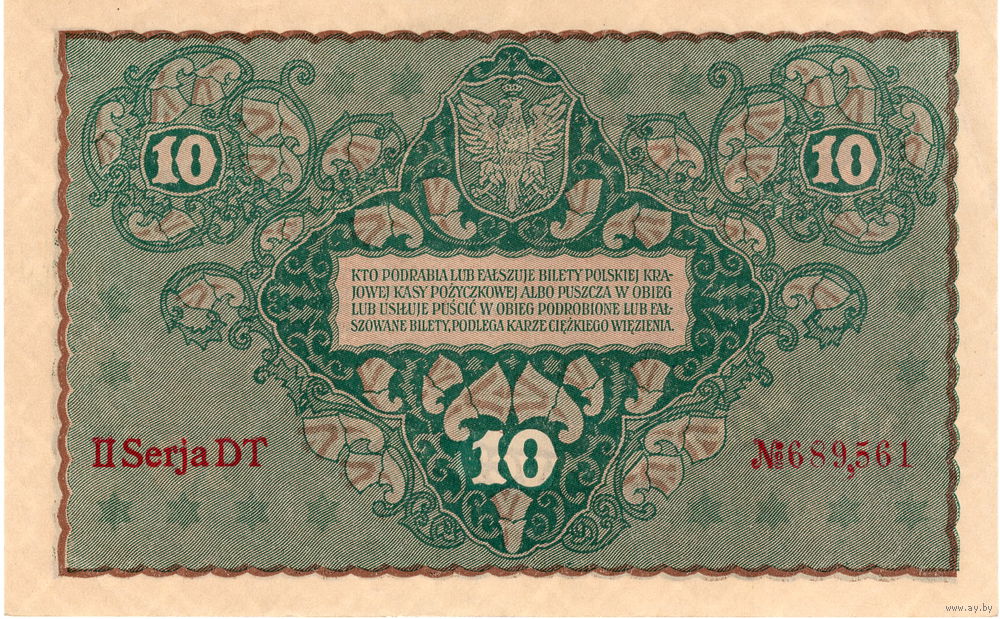 10
10
KTO PODRABIA LUB FAŁSZUJE BILETY POLSKIEJ KRA-
JOWEJ KASY POŻYCZKOWEJ ALBO PUSZCZA W OBIEG
LUB USIŁUJE PUŚCIĆ W OBIEG PODROBIONE LUB FAŁ-
SZOWANE BILETY, PODLEGA KARZE CIĘŻKIEGO WIĘZIENIA.
II Serja DT
10
№689,561
www.ay.by